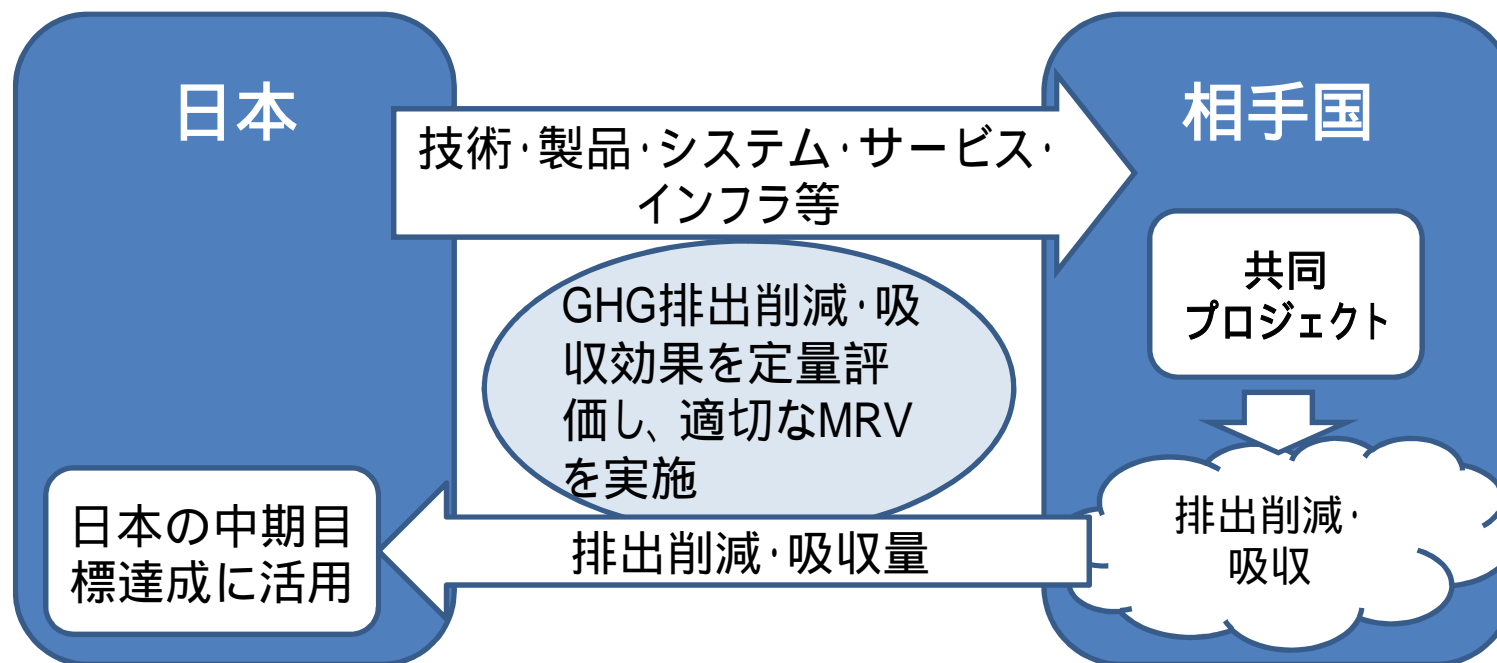 日本
技術・製品・システム・サービス・
インフラ等
相手国
共同
プロジェクト
GHG排出削減・吸
収効果を定量評
価し、適切なMRV
を実施
日本の中期目
標達成に活用
排出削減・吸収量
排出削減・
吸収